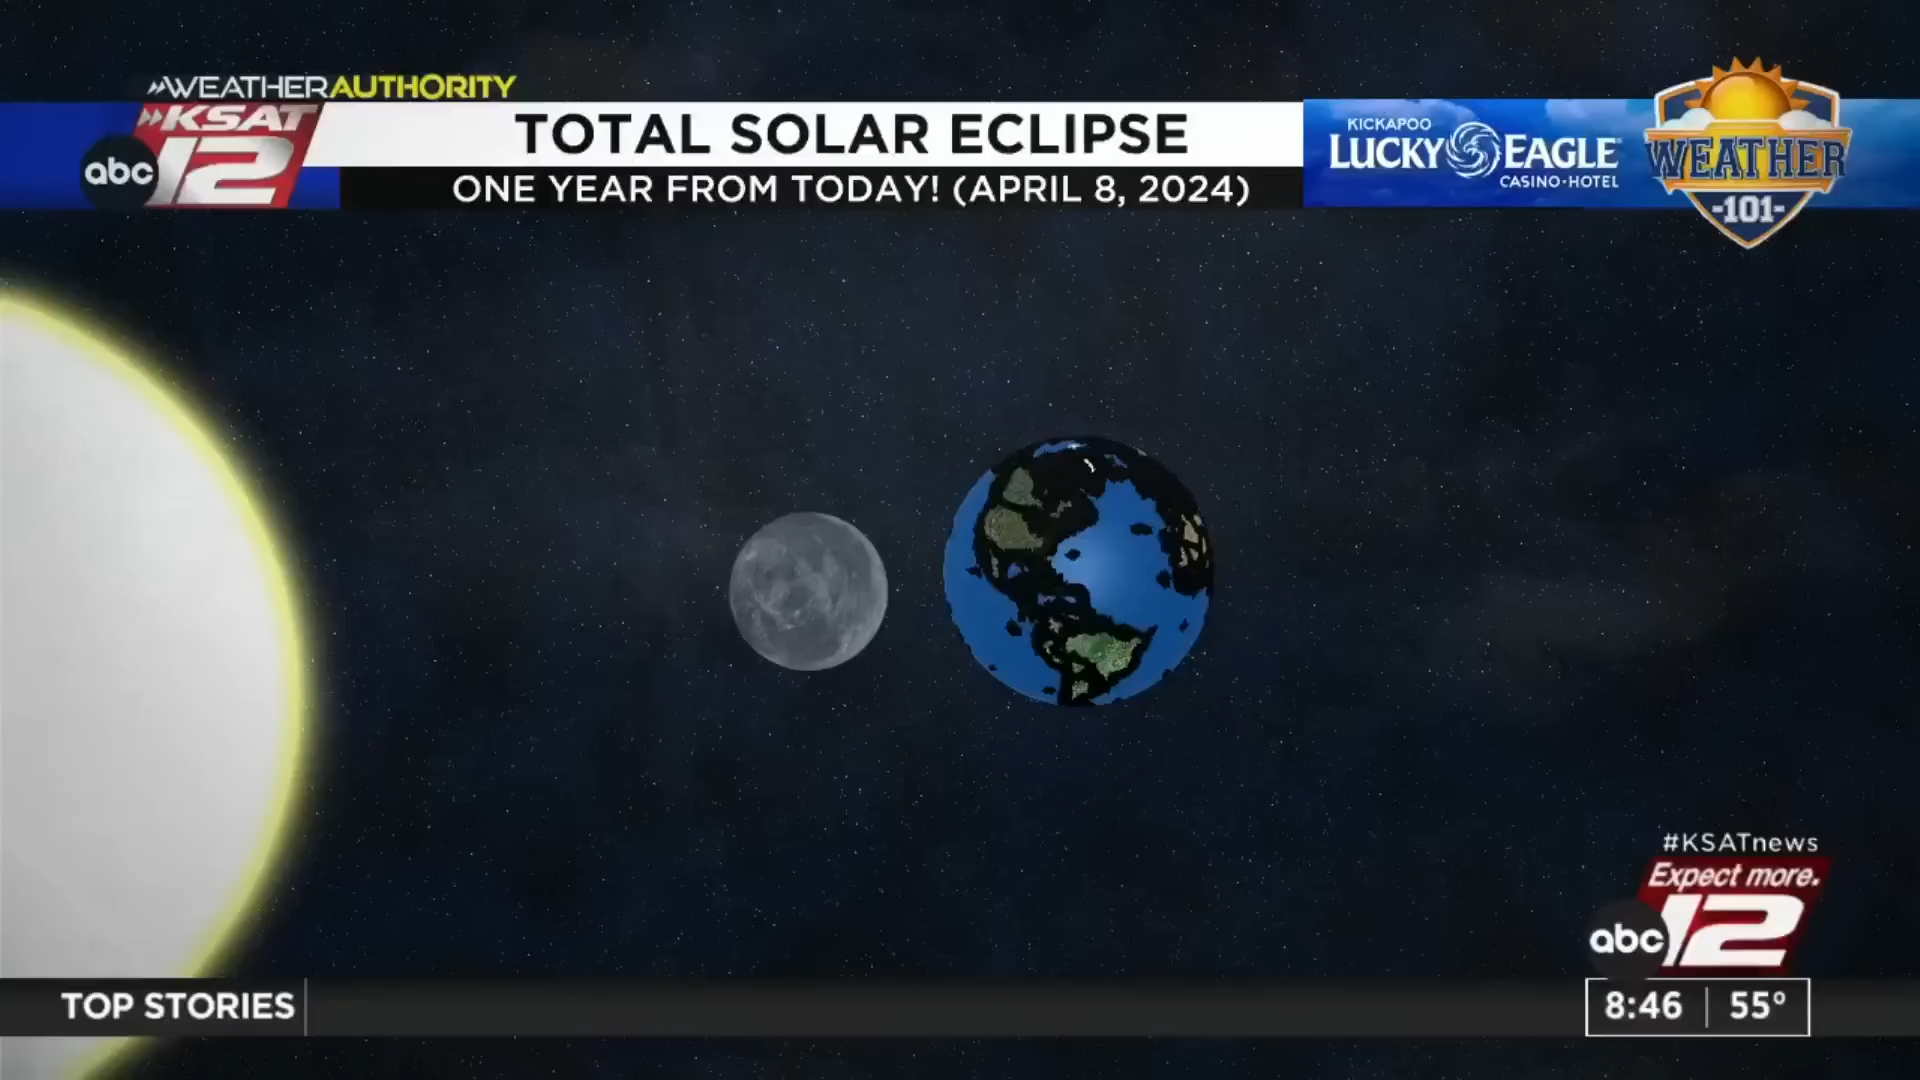 WEATHERAUTHORITY
KSAT
abc 12
TOTAL SOLAR ECLIPSE
ONE YEAR FROM TODAY! (APRIL 8, 2024)
KICKAPOO
LUCKY EAGLE
CASINO·HOTEL
WEATHER
-101-
#KSATnews
Expect more.
abc 12
TOP STORIES
8:46 55°